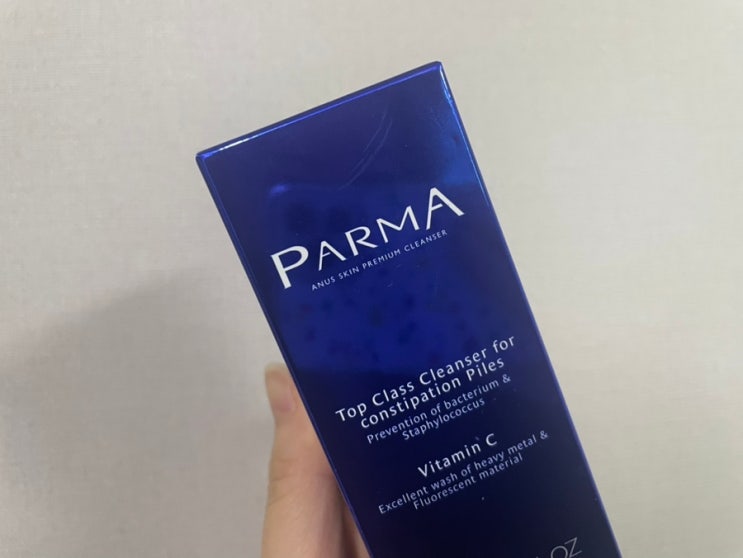 PARMA
ANUS SKIN PREMIUM CLEANSER
Top Class Cleanser for
constipation Piles
Prevention of bacterium &
Staphylococcus
Vitamin C
Excellent wash of heavy metal &
Fluorescent material
OZ